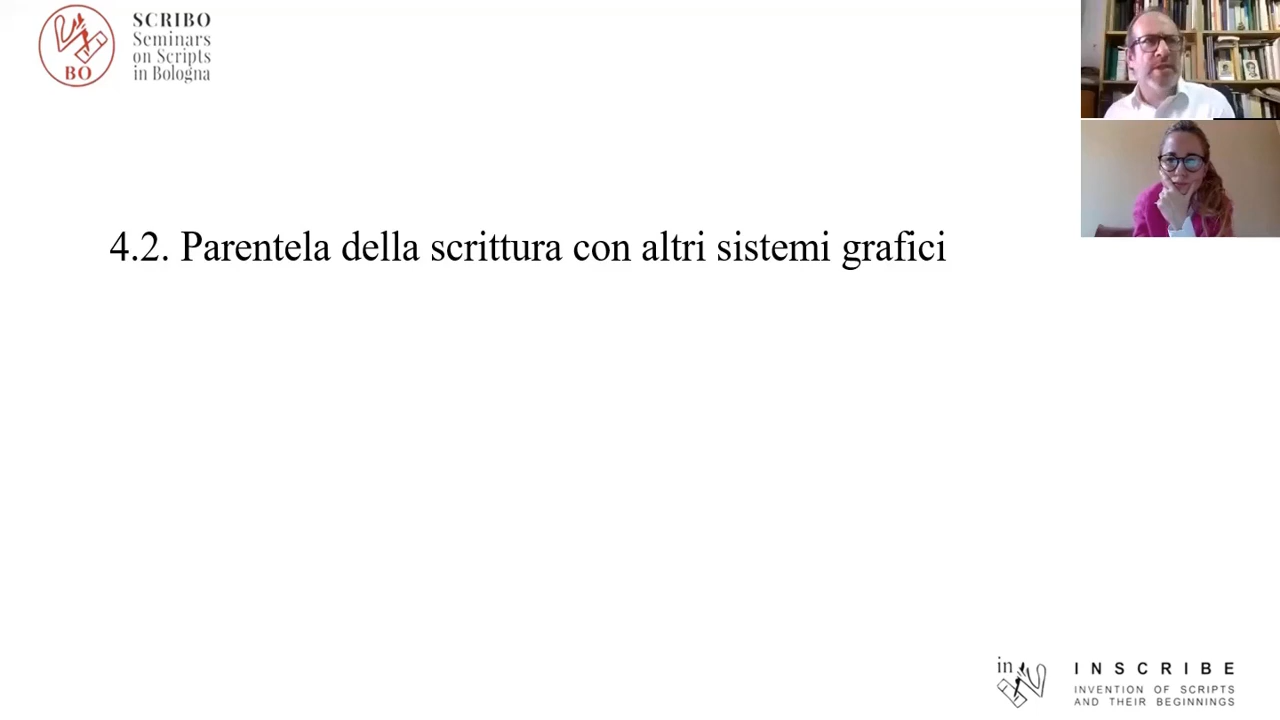 SCRIBO
Seminars
on Scripts
in Bologna
BO
4.2. Parentela della scrittura con altri sistemi grafici
in
INSCRIBE
INVENTION OF SCRIPTS
AND THEIR BEGINNINGS